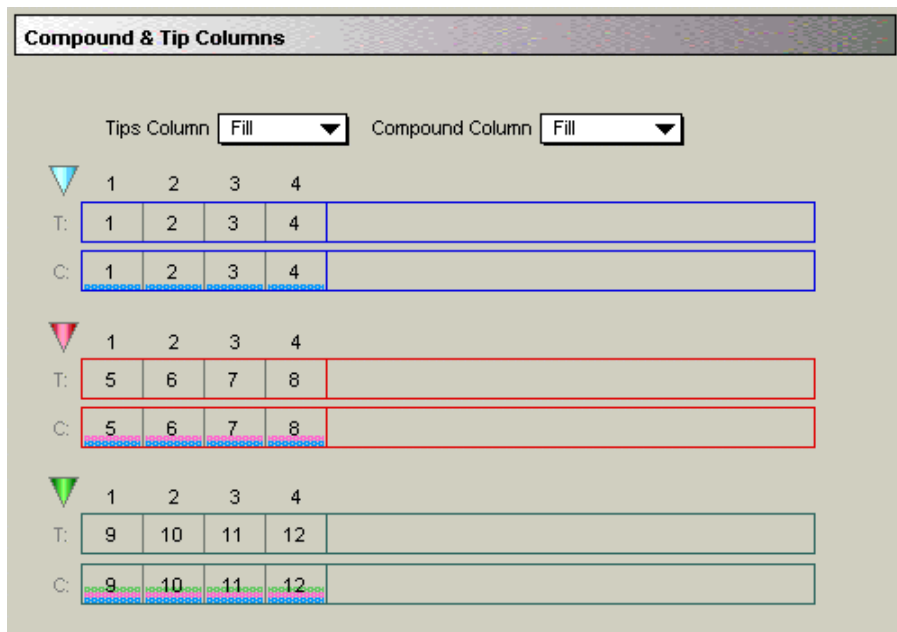 Compound & Tip Columns
Tips Column Fill Compound Column Fill
1 2 3 4
T: 1 2 3 4
C: 1 2 3 4
1 2 3 4
T: 5 6 7 8
C: 5 6 7 8
1 2 3 4
T: 9 10 11 12
C: 9 10 11 12